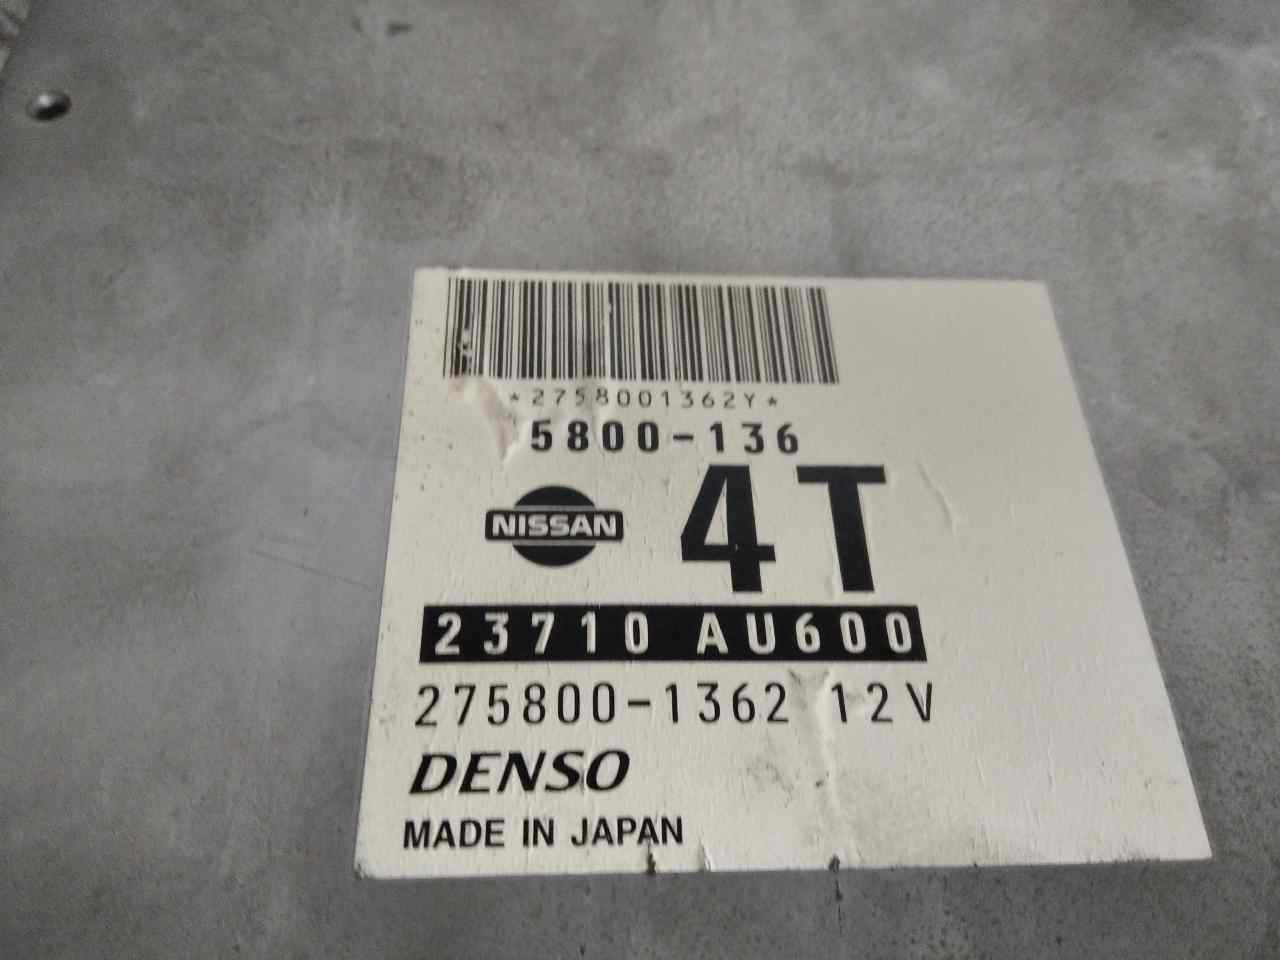 *2758001362Y*
5800-136
NISSAN 4T
23710 AU600
275800-1362 12V
DENSO
MADE IN JAPAN